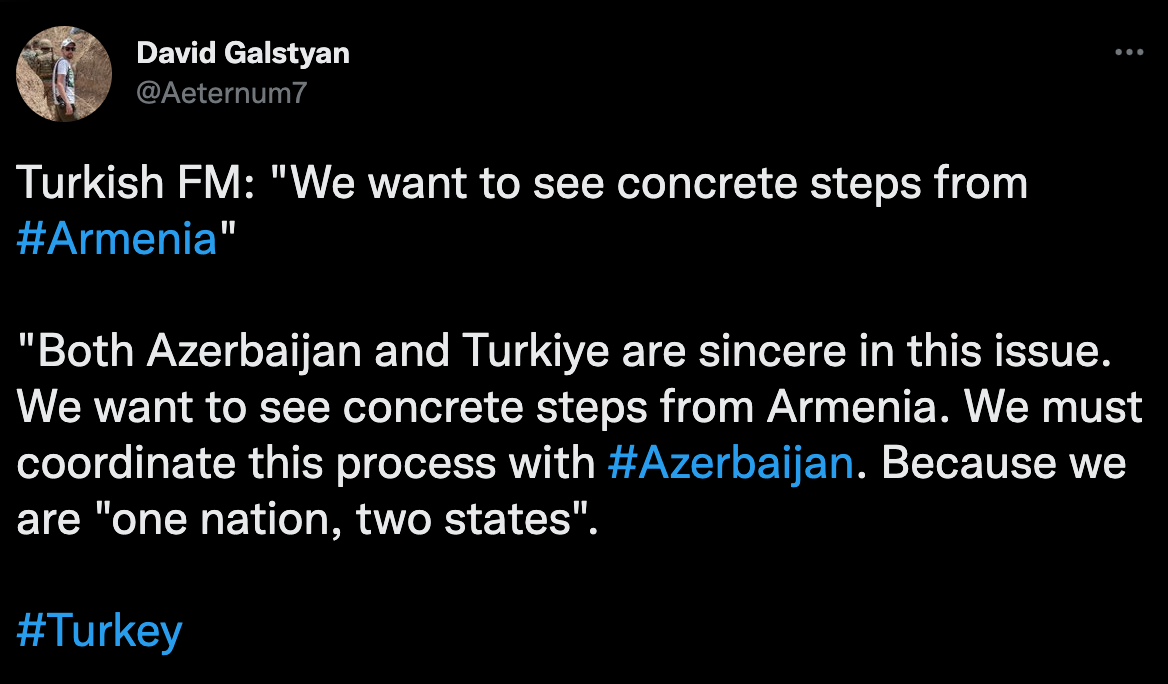 David Galstyan
@Aeternum7
Turkish FM: "We want to see concrete steps from
#Armenia"
"Both Azerbaijan and Turkiye are sincere in this issue.
We want to see concrete steps from Armenia. We must
coordinate this process with #Azerbaijan. Because we
are "one nation, two states".
#Turkey